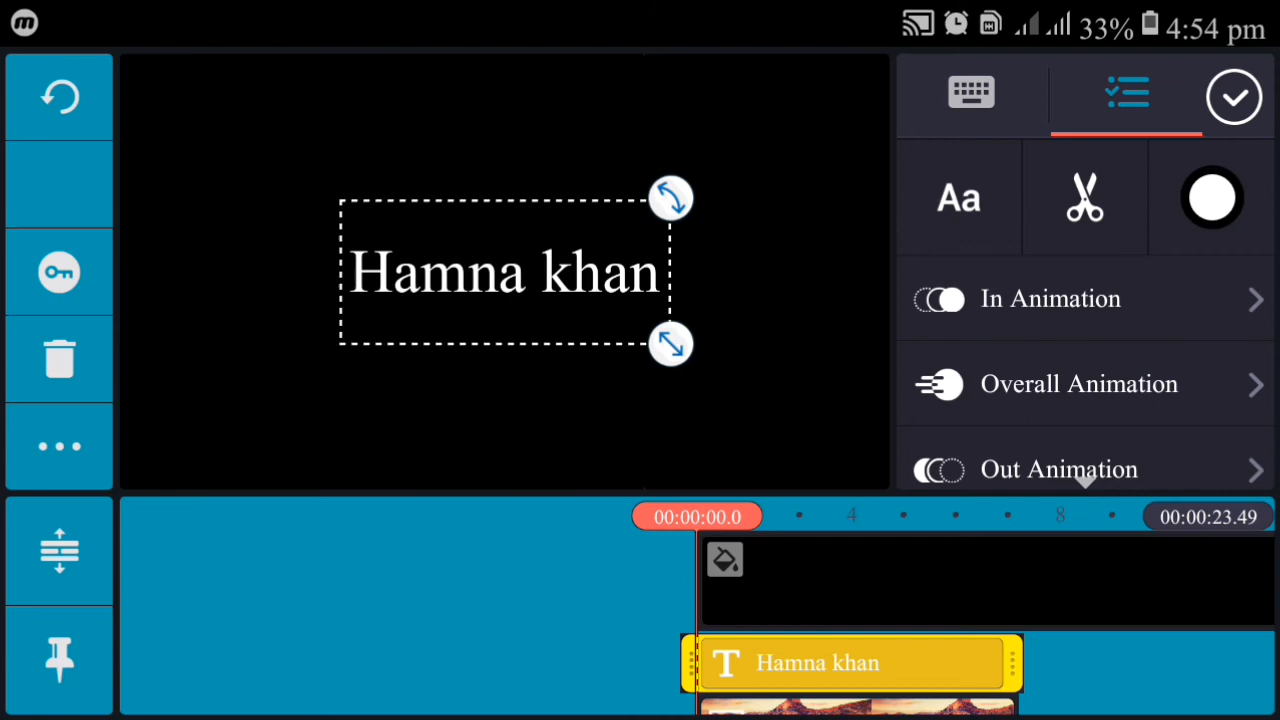 33% 4:54 pm
Hamna khan
Aa
In Animation
Overall Animation
Out Animation
00:00:00.0 4 8 00:00:23.49
T Hamna khan